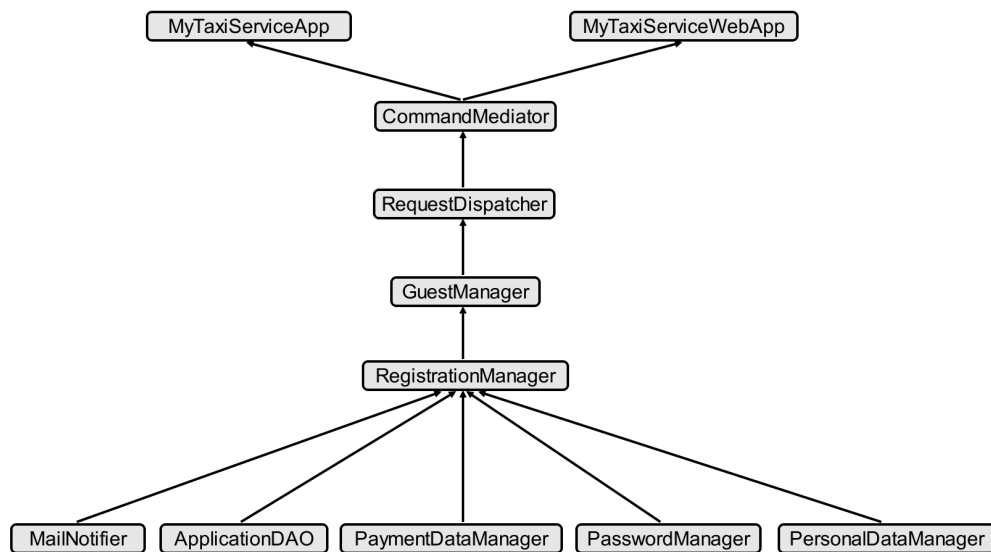 MyTaxiServiceApp
MyTaxiServiceWebApp
CommandMediator
RequestDispatcher
GuestManager
RegistrationManager
MailNotifier
ApplicationDAO
PaymentDataManager
PasswordManager
PersonalDataManager